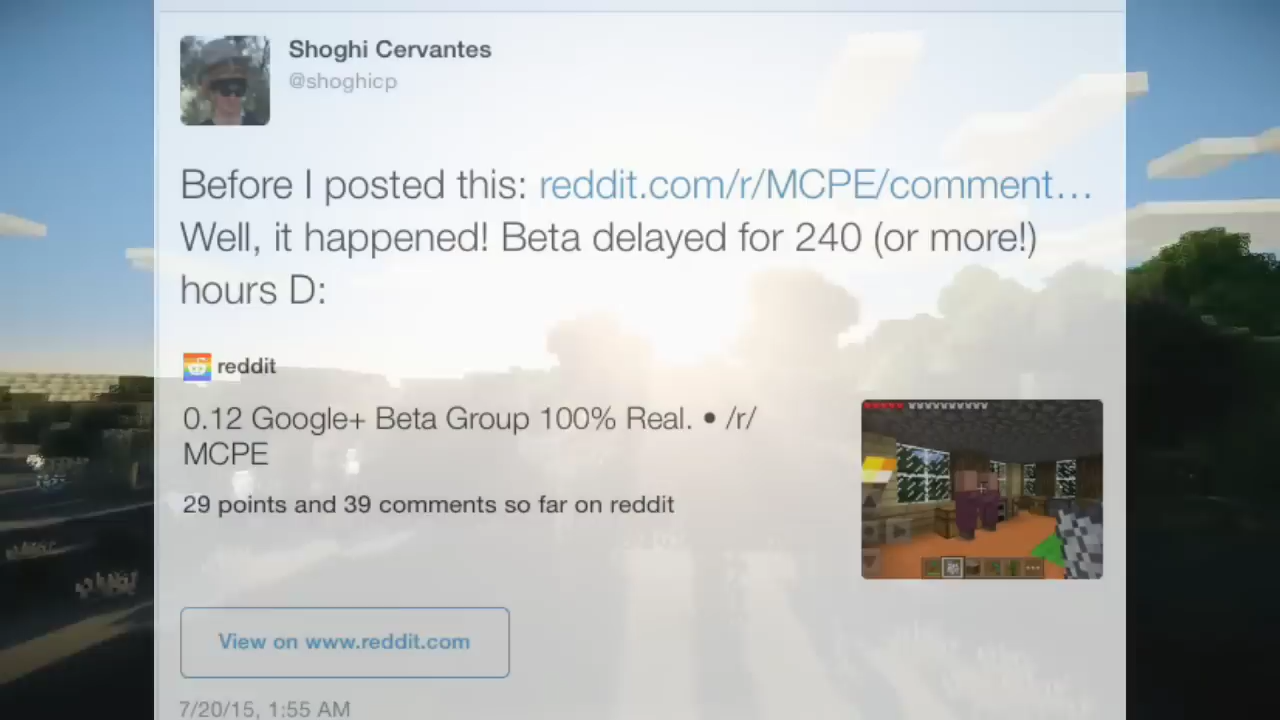 Shoghi Cervantes
@shoghicp
Before I posted this: reddit.com/r/MCPE/comment…
Well, it happened! Beta delayed for 240 (or more!)
hours D:
reddit
0.12 Google+ Beta Group 100% Real. • /r/
MCPE
29 points and 39 comments so far on reddit
View on www.reddit.com
7/20/15, 1:55 AM